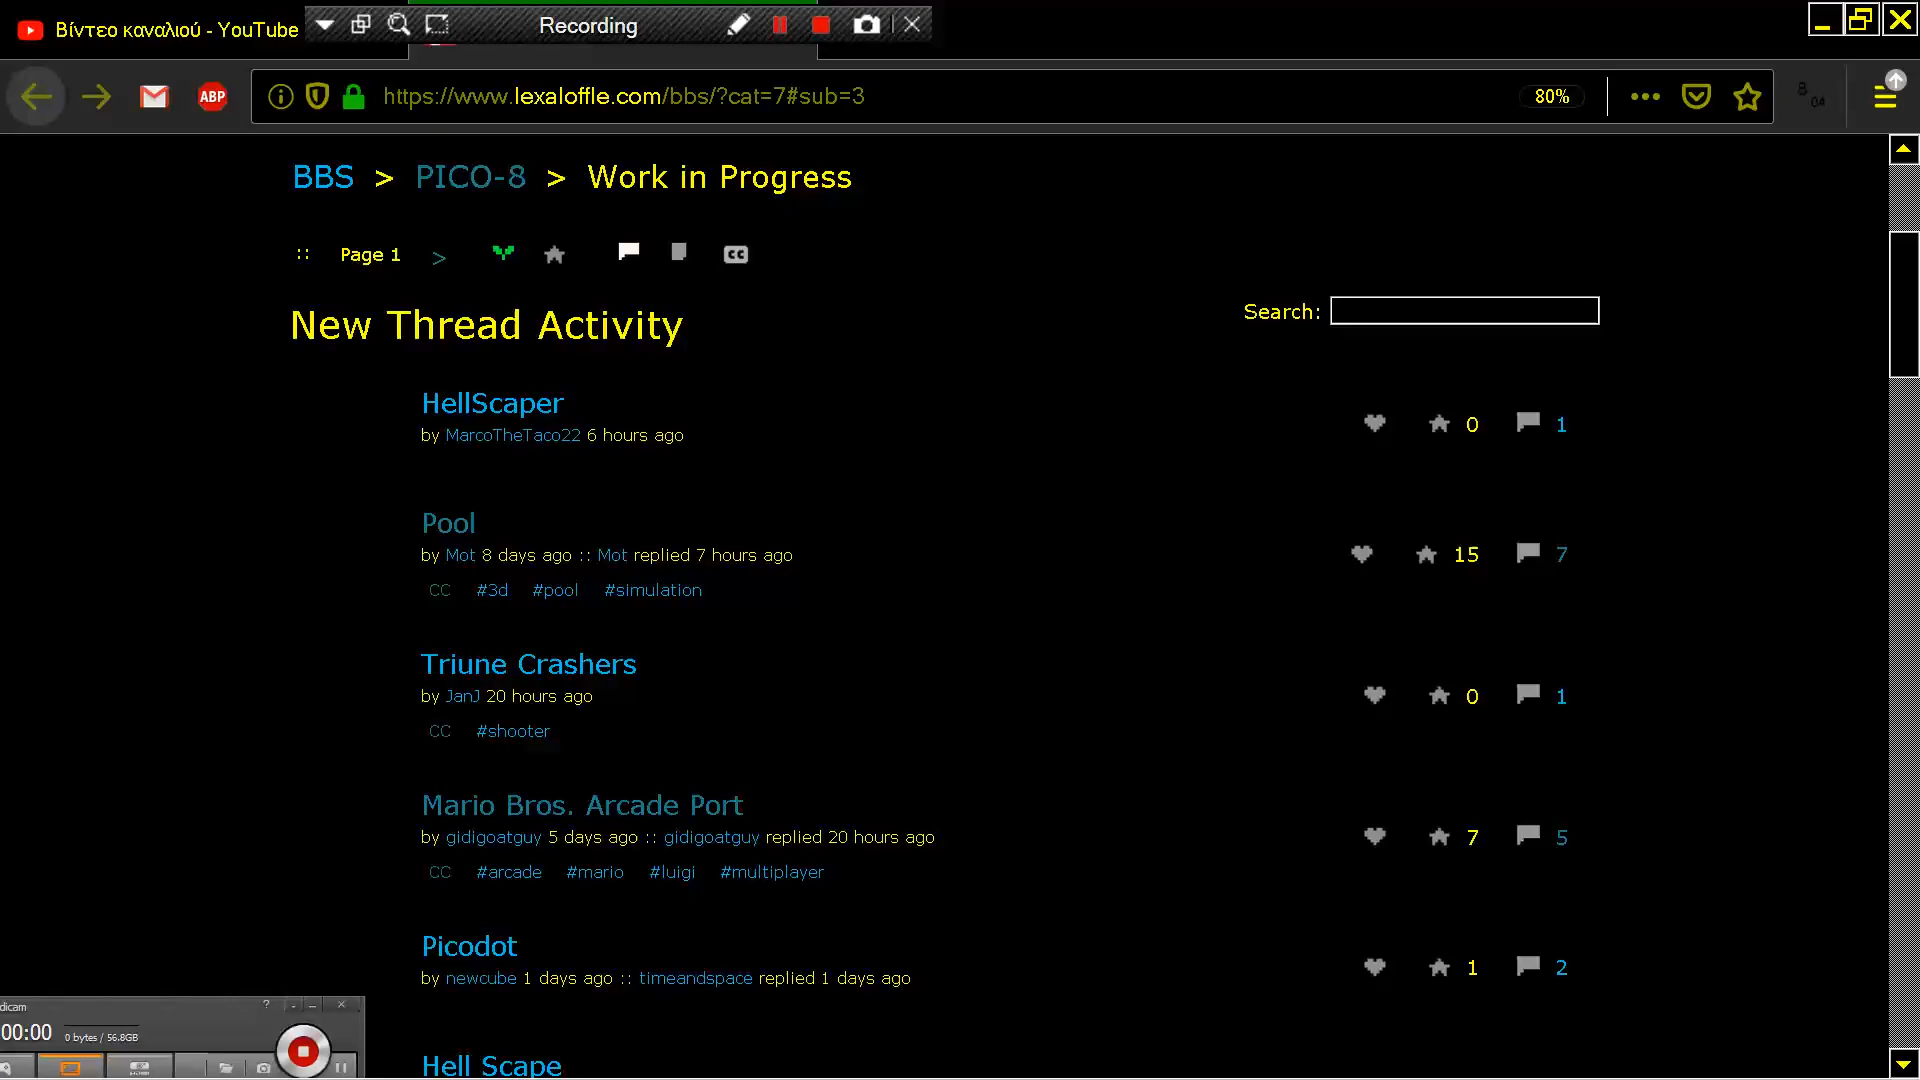 Βίντεο καναλιού - YouTube
Recording
ABP
https://www.lexaloffle.com/bbs/?cat=7#sub=3
80%
BBS > PICO-8 > Work in Progress
:: Page 1 >
CC
New Thread Activity
Search:
HellScaper
by MarcoTheTaco22 6 hours ago
0 1
Pool
by Mot 8 days ago :: Mot replied 7 hours ago
15 7
CC #3d #pool #simulation
Triune Crashers
by JanJ 20 hours ago
0 1
CC #shooter
Mario Bros. Arcade Port
by gidigoatguy 5 days ago :: gidigoatguy replied 20 hours ago
7 5
CC #arcade #mario #luigi #multiplayer
Picodot
by newcube 1 days ago :: timeandspace replied 1 days ago
1 2
Hell Scape
dicam
00:00 0 bytes / 56.8GB